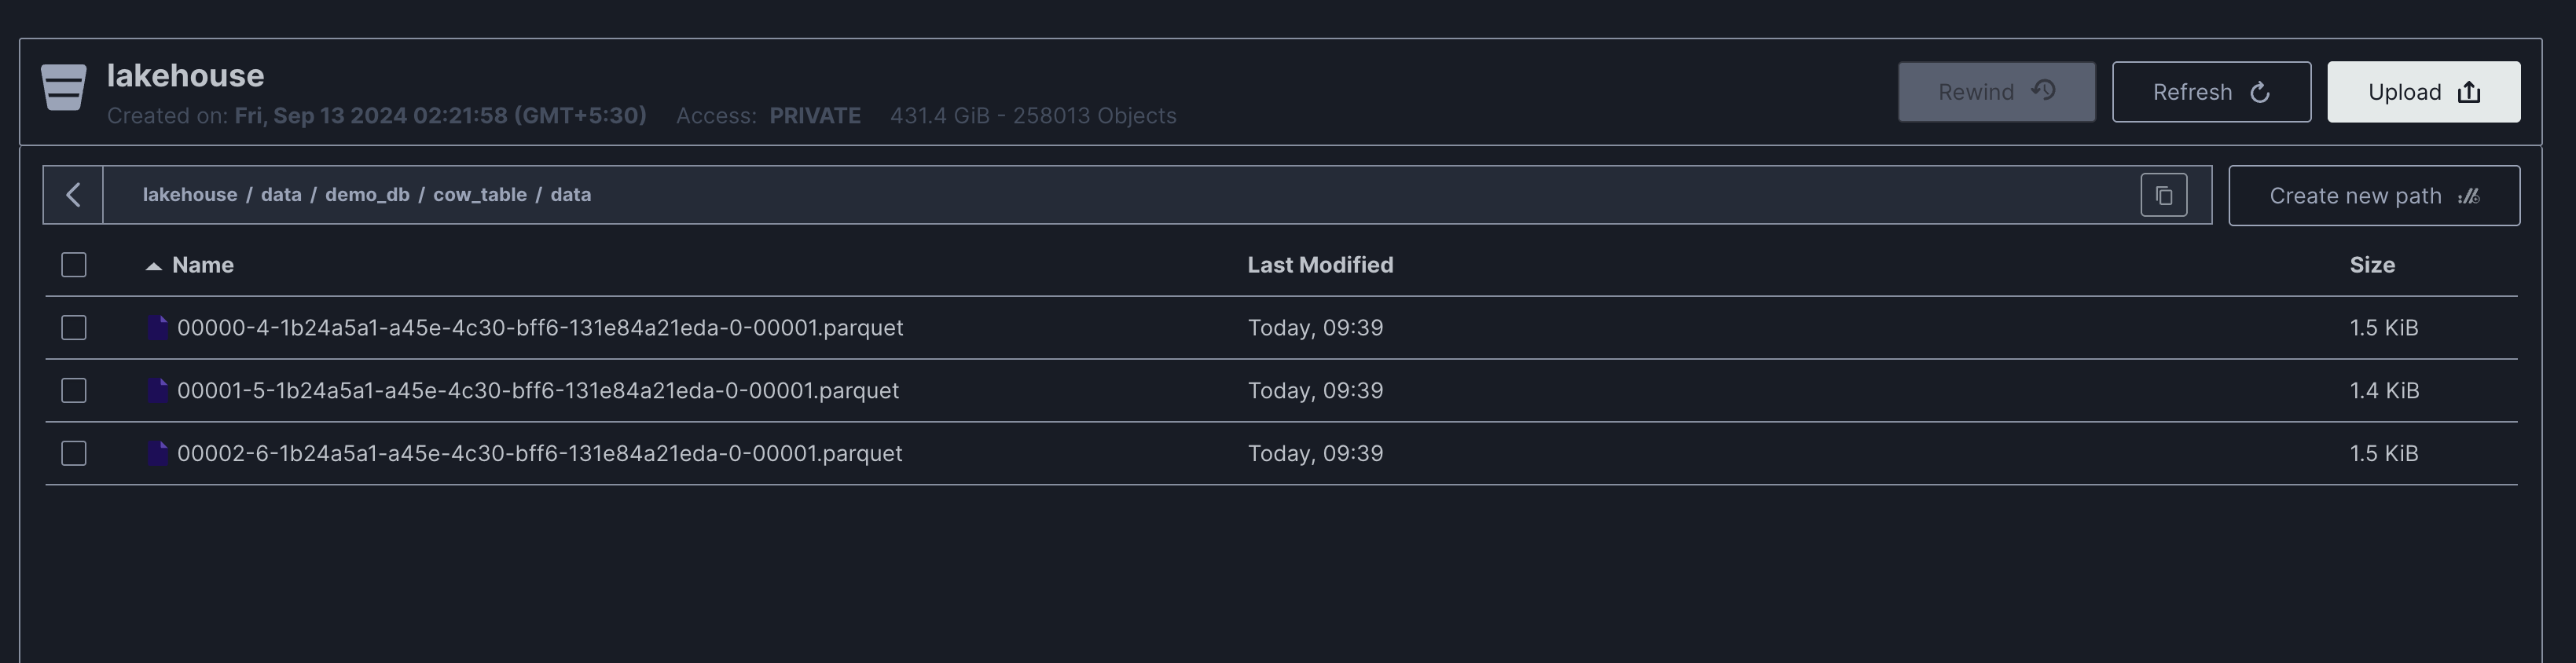 lakehouse
Created on: Fri, Sep 13 2024 02:21:58 (GMT+5:30) Access: PRIVATE 431.4 GiB - 258013 Objects
Rewind Refresh Upload
lakehouse / data / demo_db / cow_table / data
Create new path
Name Last Modified Size
00000-4-1b24a5a1-a45e-4c30-bff6-131e84a21eda-0-00001.parquet Today, 09:39 1.5 KiB
00001-5-1b24a5a1-a45e-4c30-bff6-131e84a21eda-0-00001.parquet Today, 09:39 1.4 KiB
00002-6-1b24a5a1-a45e-4c30-bff6-131e84a21eda-0-00001.parquet Today, 09:39 1.5 KiB